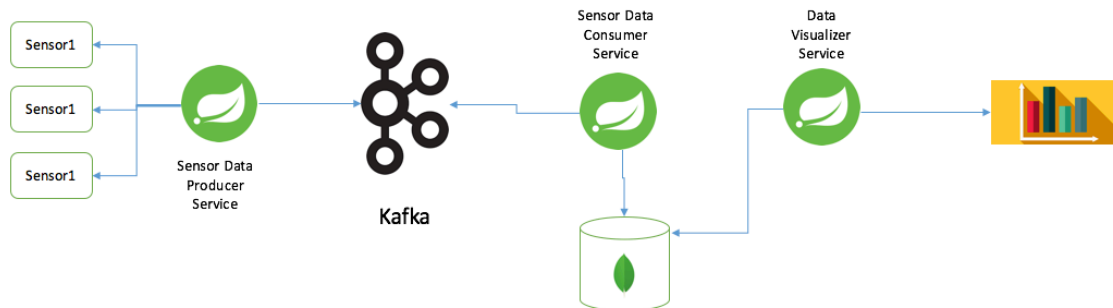 Sensor1
Sensor1
Sensor1
Sensor Data
Producer
Service
Kafka
Sensor Data
Consumer
Service
Data
Visualizer
Service